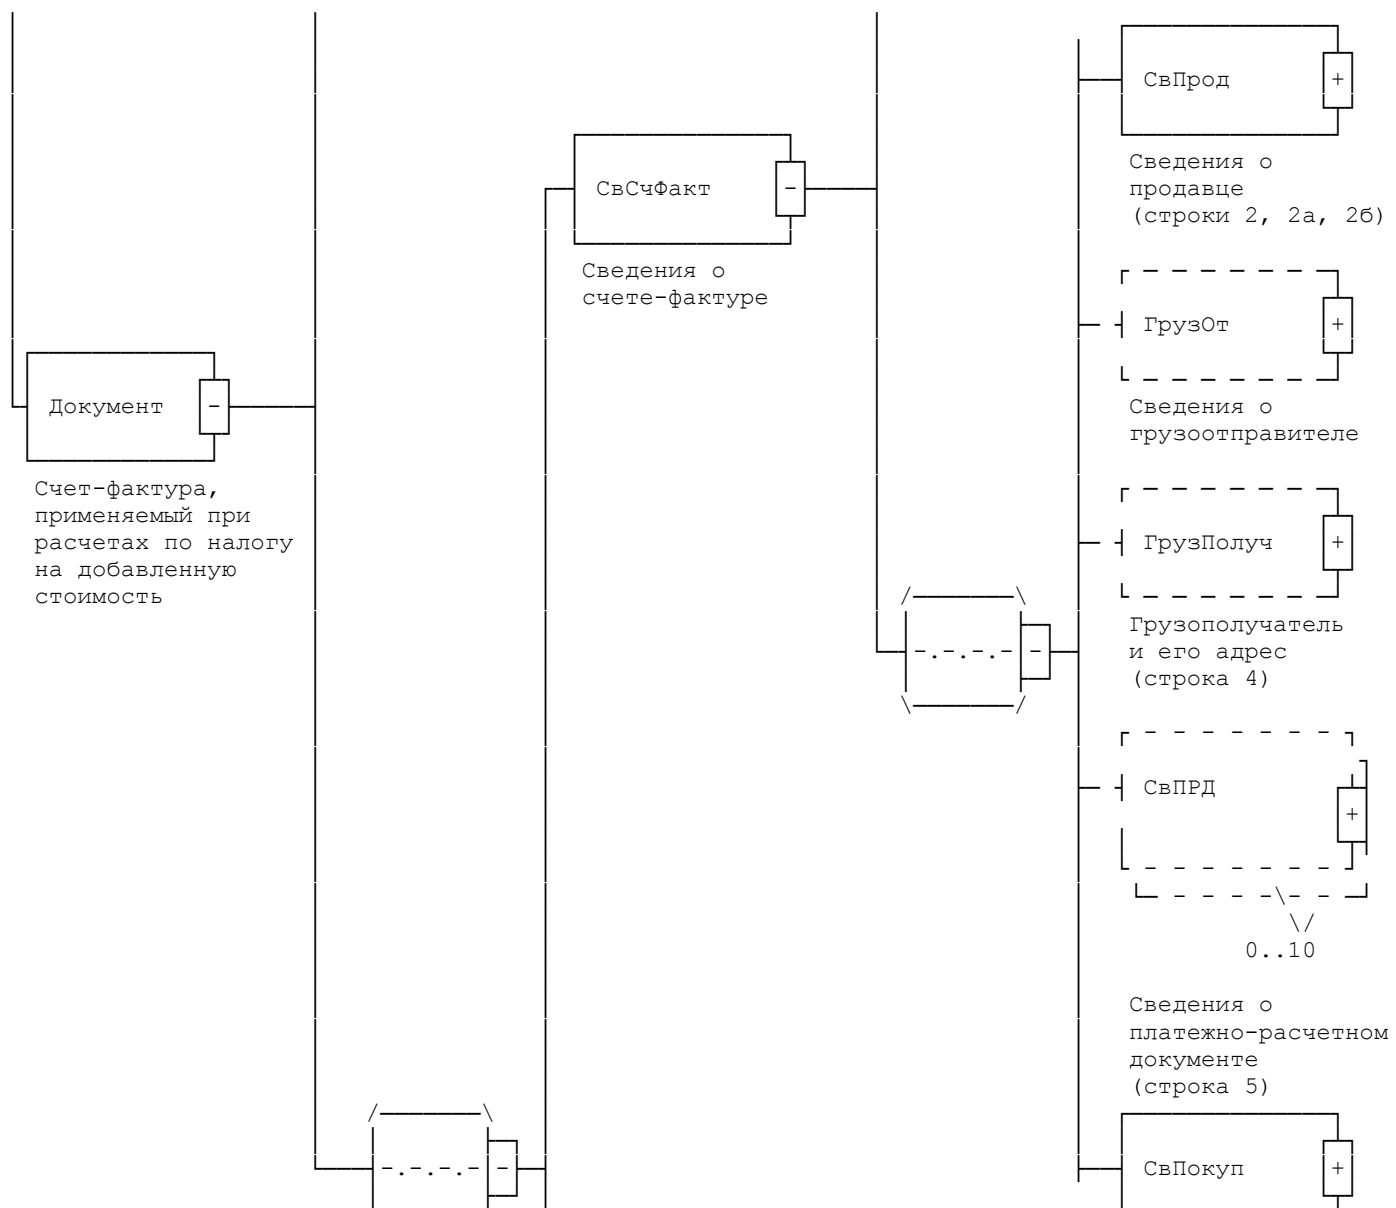 СвПрод +
Сведения о
продавце
(строки 2, 2а, 2б)
СвСчФакт -
Сведения о
счете-фактуре
ГрузОт +
Сведения о
грузоотправителе
Документ -
Счет-фактура,
применяемый при
расчетах по налогу
на добавленную
стоимость
ГрузПолуч +
Грузополучатель
и его адрес
(строка 4)
-.-.-.- -
СвПРД +
0..10
Сведения о
платежно-расчетном
документе
(строка 5)
-.-.-.- -
СвПокуп +